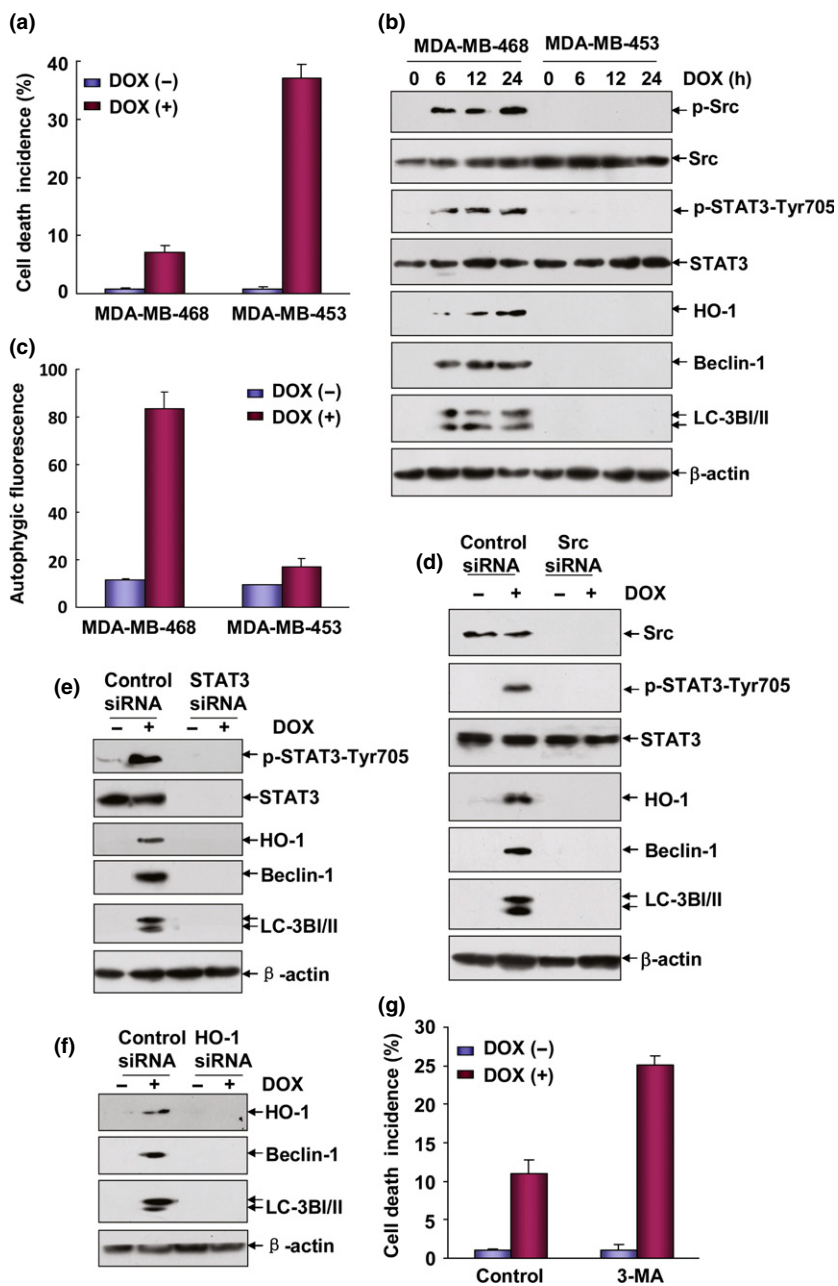 (a)
40
30
20
10
0
Cell death incidence (%)
DOX (–)
DOX (+)
MDA-MB-468 MDA-MB-453
(b)
MDA-MB-468 MDA-MB-453
0 6 12 24 0 6 12 24 DOX (h)
p-Src
Src
p-STAT3-Tyr705
STAT3
HO-1
Beclin-1
LC-3BI/II
β-actin
(c)
100
80
60
40
20
0
Autophygic fluorescence
DOX (–)
DOX (+)
MDA-MB-468 MDA-MB-453
(d)
Control Src
siRNA siRNA
– + – + DOX
Src
p-STAT3-Tyr705
STAT3
HO-1
Beclin-1
LC-3BI/II
β-actin
(e)
Control STAT3
siRNA siRNA
– + – + DOX
p-STAT3-Tyr705
STAT3
HO-1
Beclin-1
LC-3BI/II
β -actin
(f)
Control HO-1
siRNA siRNA
– + – + DOX
HO-1
Beclin-1
LC-3BI/II
β -actin
(g)
30
25
20
15
10
5
0
Cell death incidence (%)
DOX (–)
DOX (+)
Control 3-MA